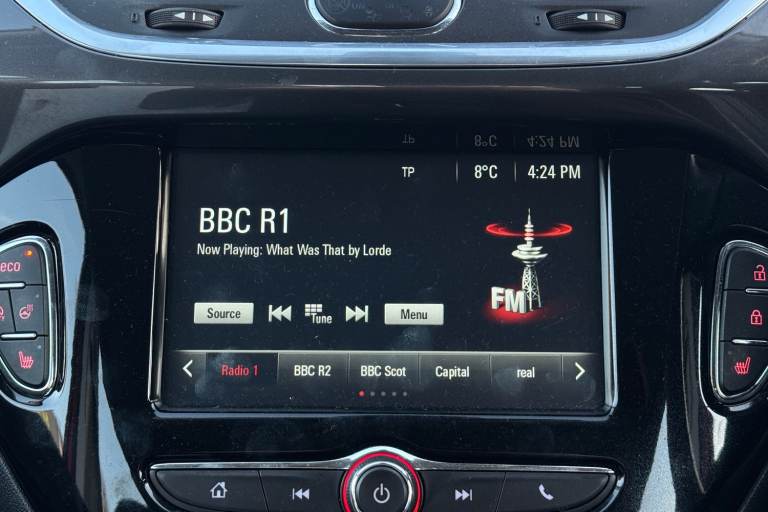 TP 8°C 4:24 PM
BBC R1
Now Playing: What Was That by Lorde
FM
Source Tune Menu
Radio 1 BBC R2 BBC Scot Capital real
eco